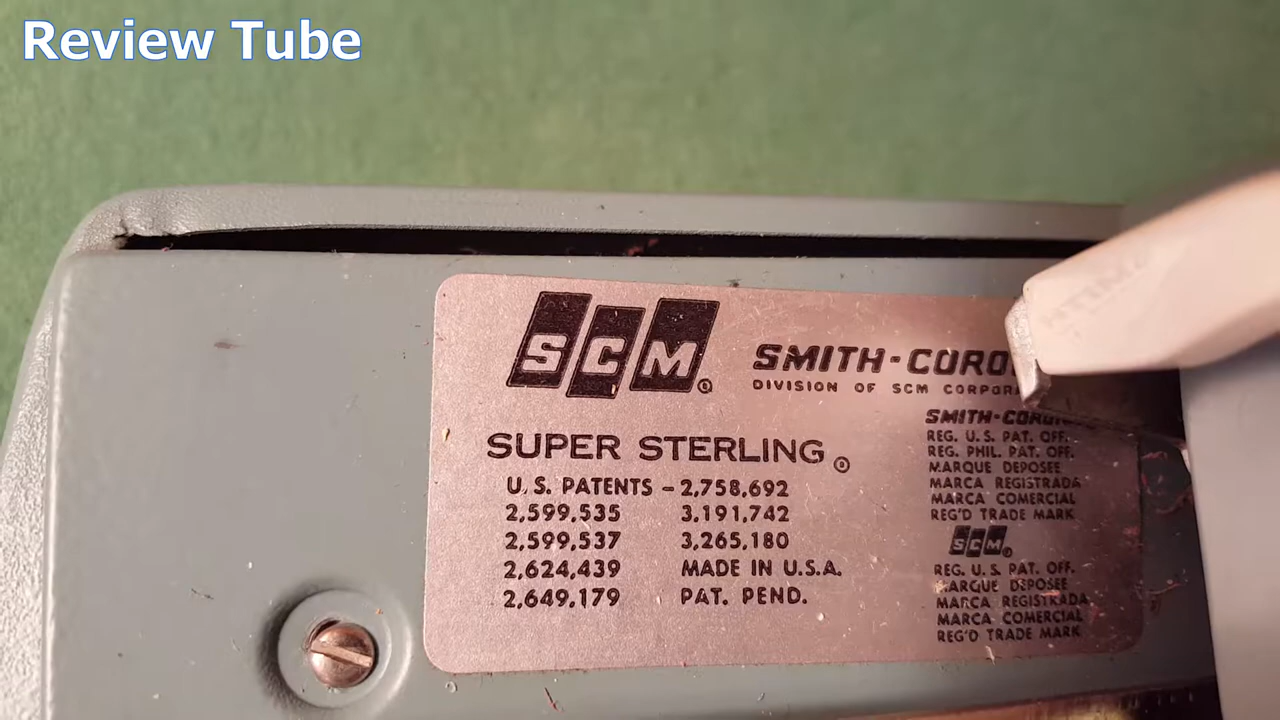 Review Tube
SCM
SMITH-CORO
DIVISION OF SCM CORPORA
SUPER STERLING
U.S. PATENTS - 2,758,692
2,599,535 3,191,742
2,599,537 3,265,180
2,624,439 MADE IN U.S.A.
2,649,179 PAT. PEND.
SMITH-CORO
REG. U.S. PAT. OFF.
REG. PHIL. PAT. OFF.
MARQUE DEPOSEE
MARCA REGISTRADA
MARCA COMERCIAL
REG'D TRADE MARK
SCM
REG. U.S. PAT. OFF.
MARQUE DEPOSEE
MARCA REGISTRADA
MARCA COMERCIAL
REG'D TRADE MARK